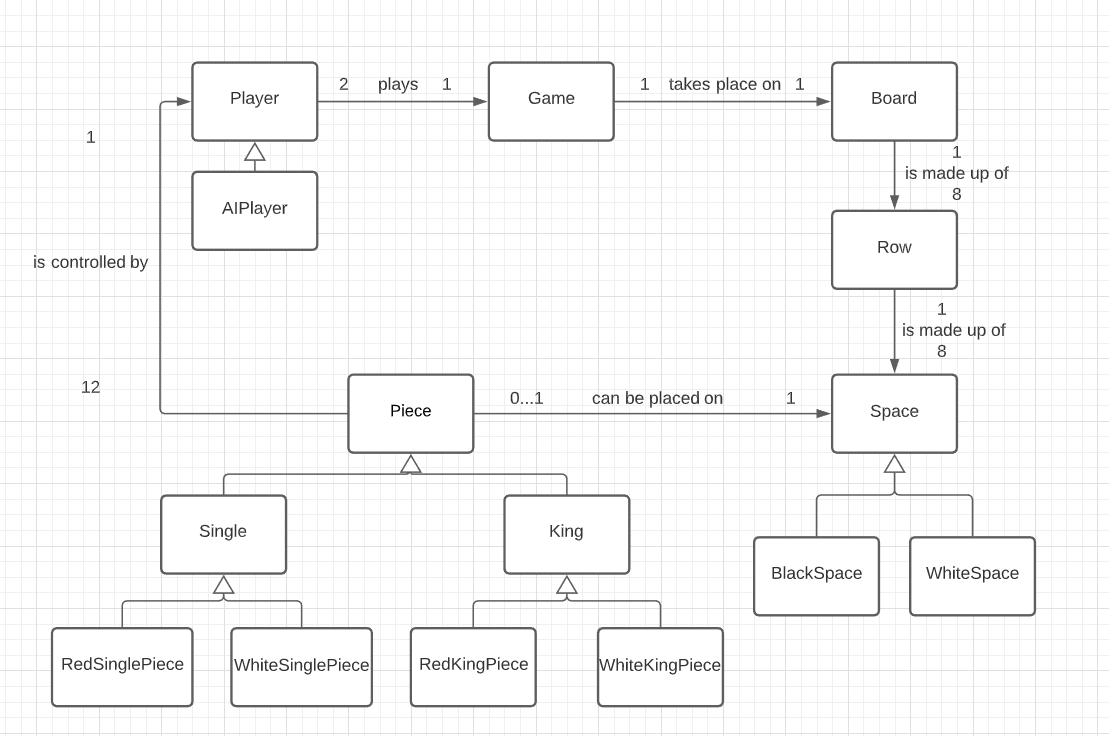 Player
2 plays 1
Game
1 takes place on 1
Board
1
AIPlayer
1
is made up of
8
Row
is controlled by
1
is made up of
8
12
Piece
0...1 can be placed on 1
Space
Single
King
BlackSpace
WhiteSpace
RedSinglePiece
WhiteSinglePiece
RedKingPiece
WhiteKingPiece